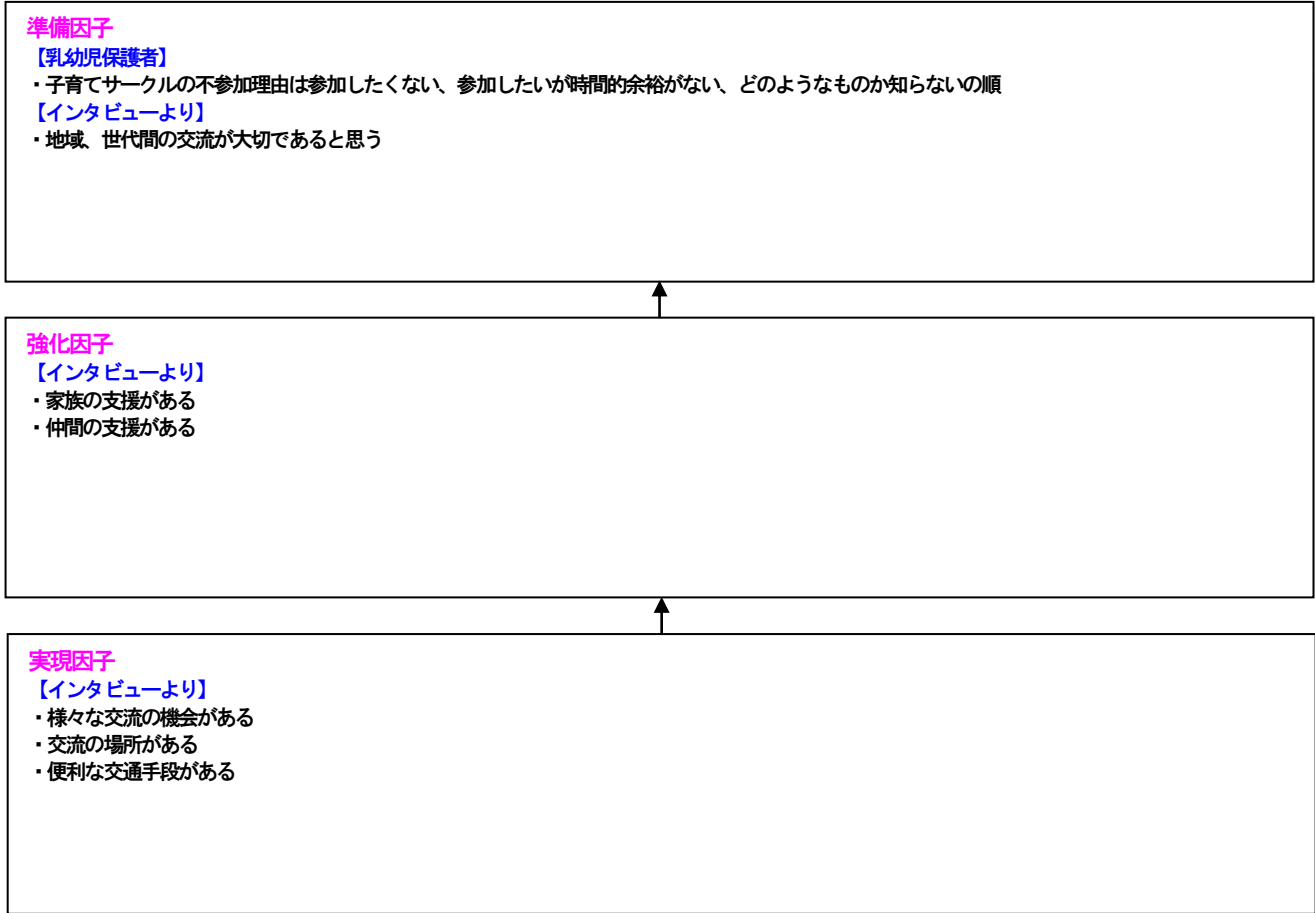 準備因子
【乳幼児保護者】
・子育てサークルの不参加理由は参加したくない、参加したいが時間的余裕がない、どのようなものか知らないの順
【インタビューより】
・地域、世代間の交流が大切であると思う
強化因子
【インタビューより】
・家族の支援がある
・仲間の支援がある
実現因子
【インタビューより】
・様々な交流の機会がある
・交流の場所がある
・便利な交通手段がある